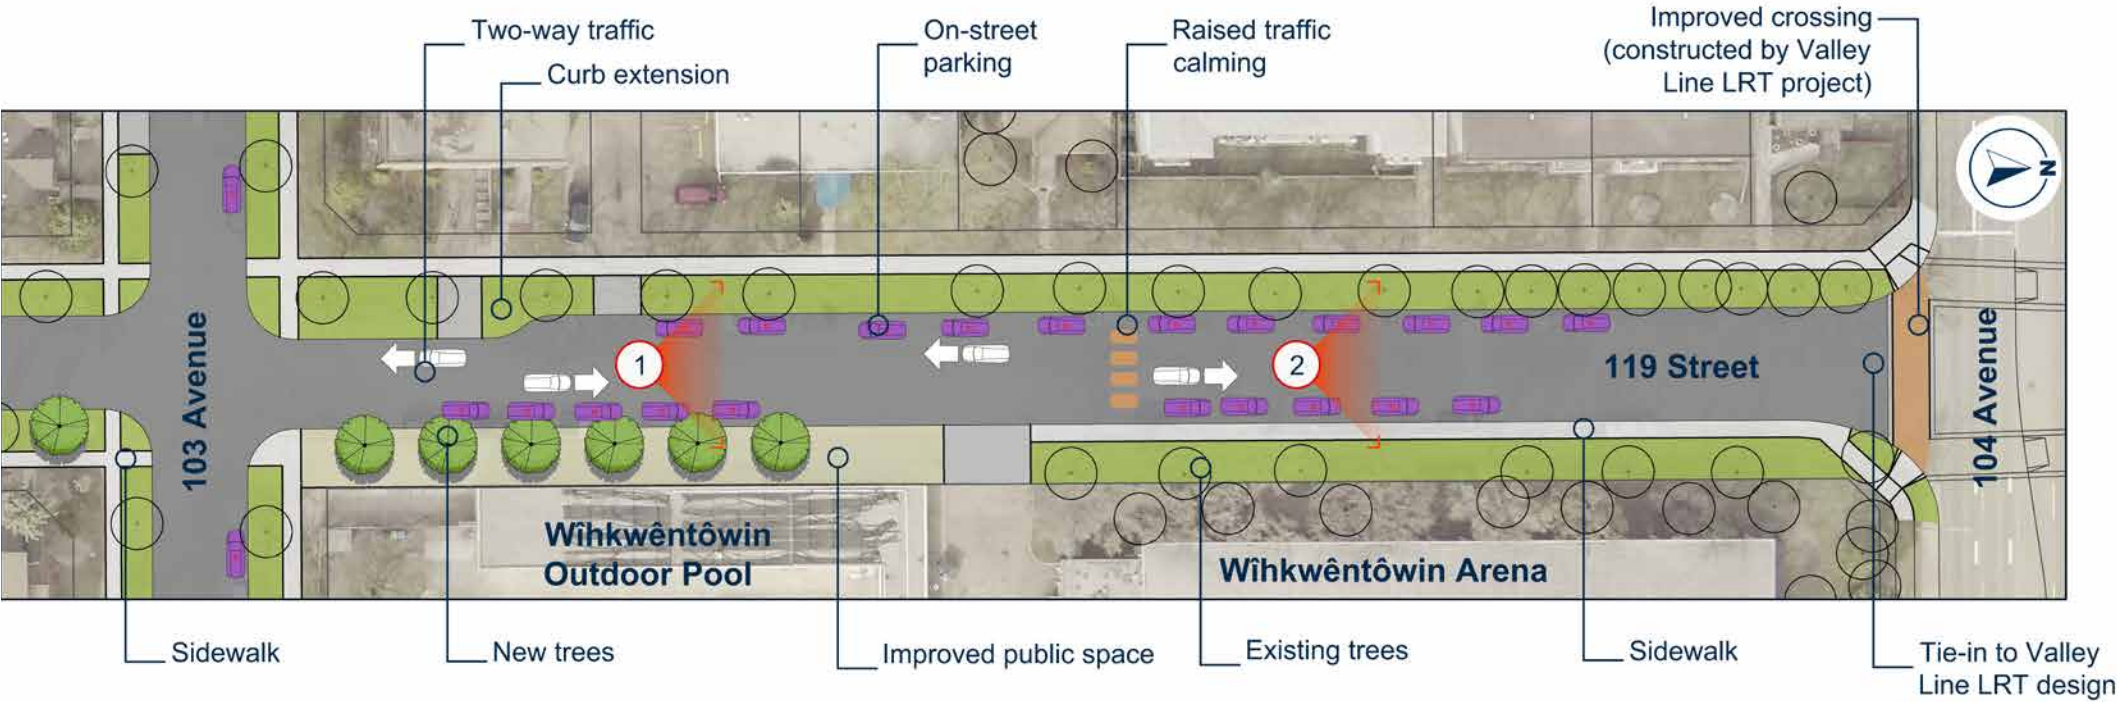 Two-way traffic
Curb extension
On-street
parking
Raised traffic
calming
Improved crossing
(constructed by Valley
Line LRT project)
N
103 Avenue
1
2
119 Street
104 Avenue
Wîhkwêntôwin
Outdoor Pool
Wîhkwêntôwin Arena
Sidewalk
New trees
Improved public space
Existing trees
Sidewalk
Tie-in to Valley
Line LRT design